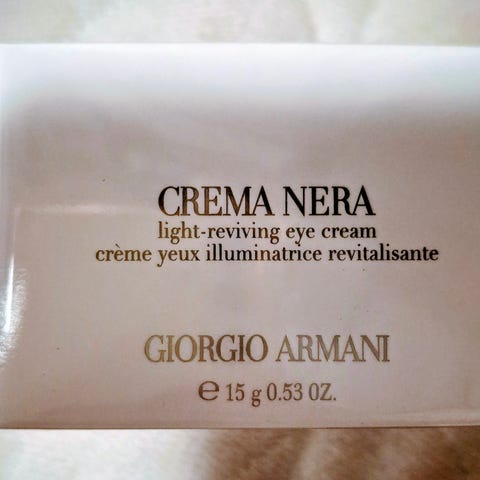 CREMA NERA
light-reviving eye cream
crème yeux illuminatrice revitalisante
GIORGIO ARMANI
℮ 15 g 0.53 OZ.